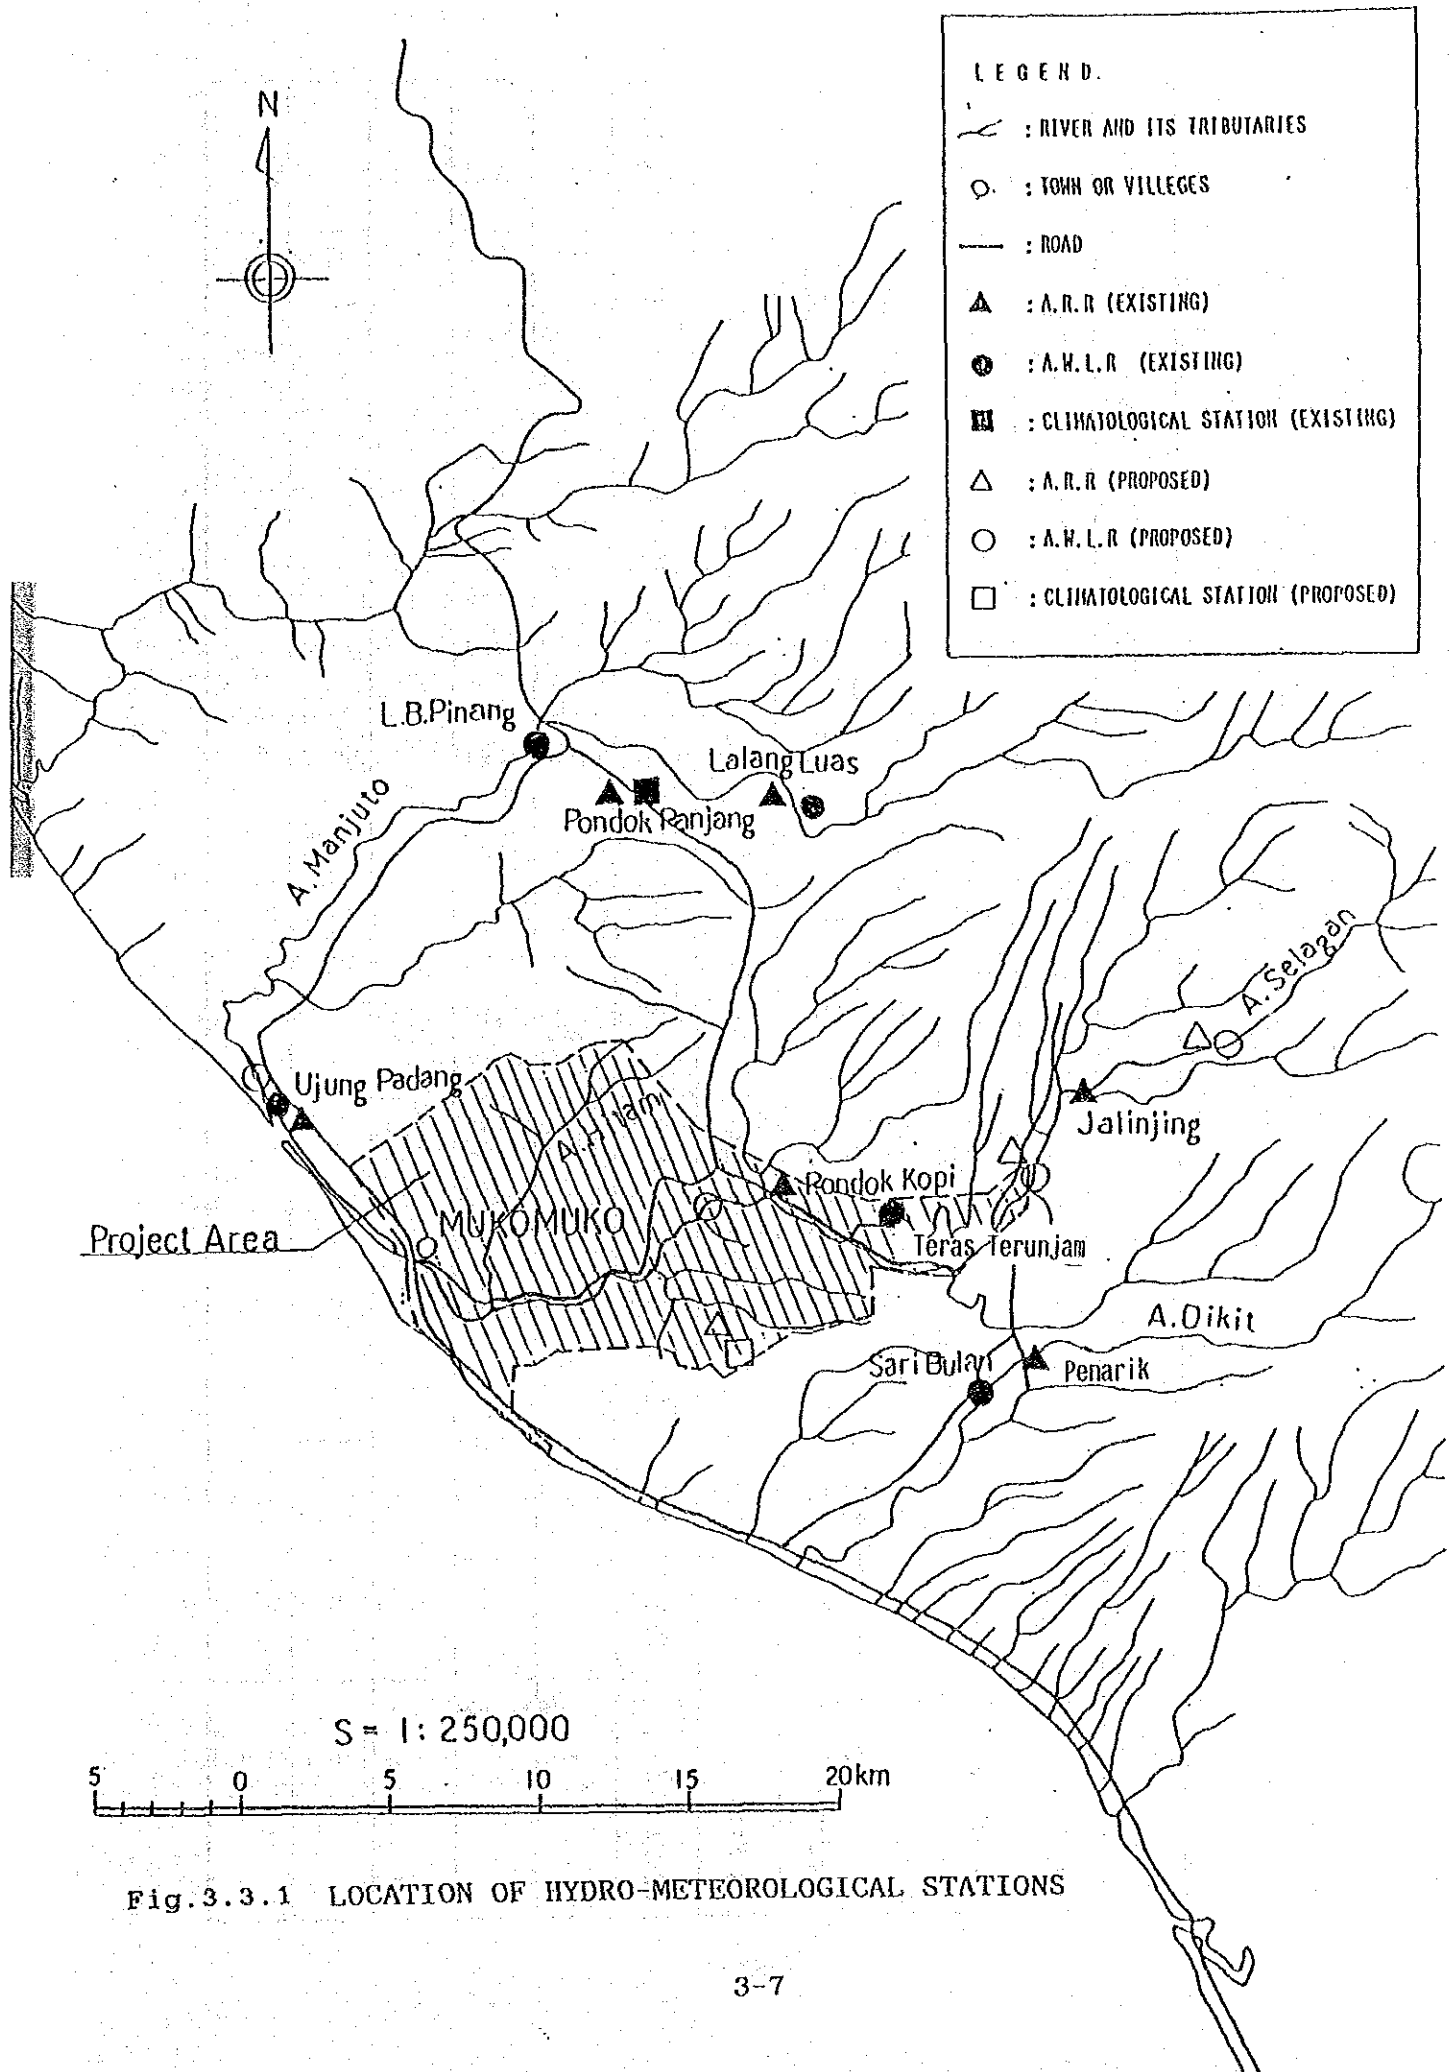 N
LEGEND.
: RIVER AND ITS TRIBUTARIES
: TOWN OR VILLEGES
: ROAD
: A.R.R (EXISTING)
: A.W.L.R (EXISTING)
: CLIMATOLOGICAL STATION (EXISTING)
: A.R.R (PROPOSED)
: A.W.L.R (PROPOSED)
: CLIMATOLOGICAL STATION (PROPOSED)
L.B.Pinang
Lalang Luas
Pondok Panjang
A. Manjuto
A. Selagan
Ujung Padang
Jalinjing
Pondok Kopi
MUKOMUKO
Project Area
Teras Terunjam
A.Dikit
Sari Bulan
Penarik
S = 1 : 250,000
5 0 5 10 15 20km
Fig.3.3.1 LOCATION OF HYDRO-METEOROLOGICAL STATIONS
3-7